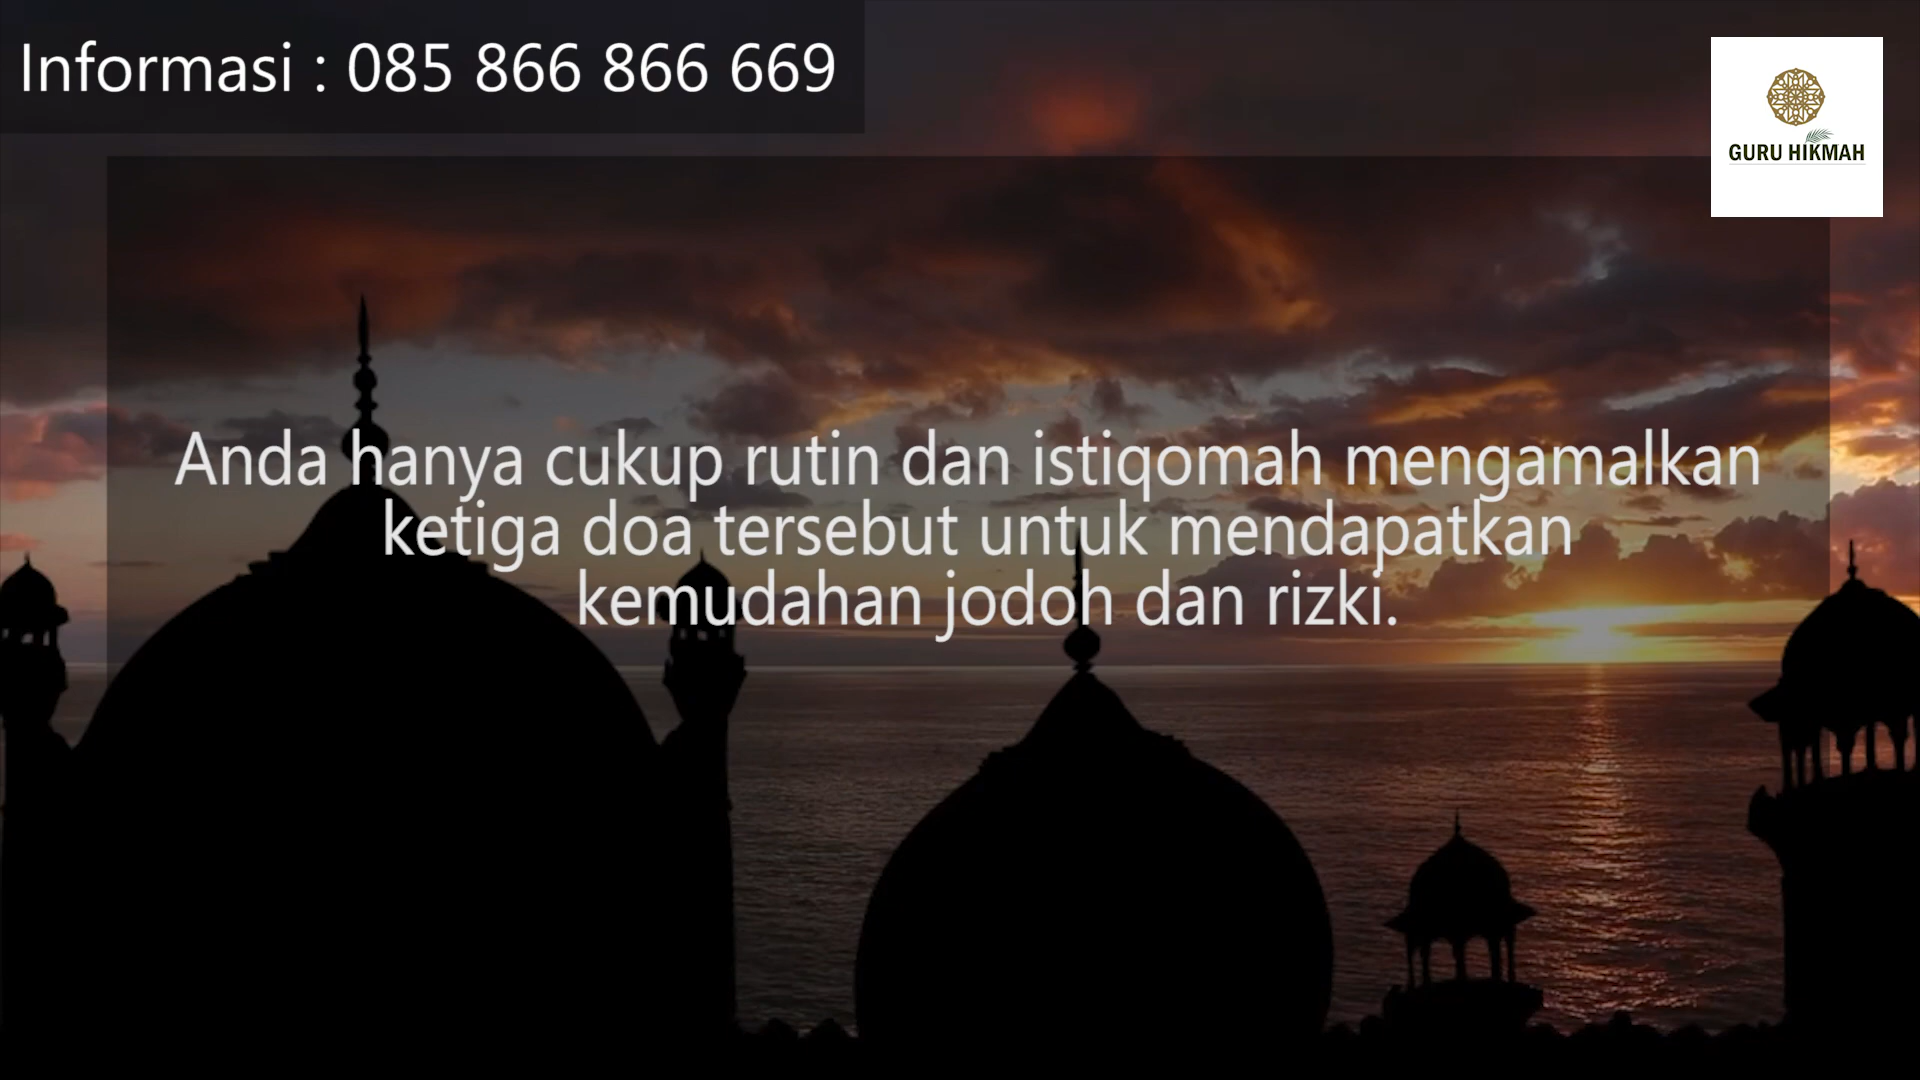 Informasi : 085 866 866 669
GURU HIKMAH
Anda hanya cukup rutin dan istiqomah mengamalkan
ketiga doa tersebut untuk mendapatkan
kemudahan jodoh dan rizki.